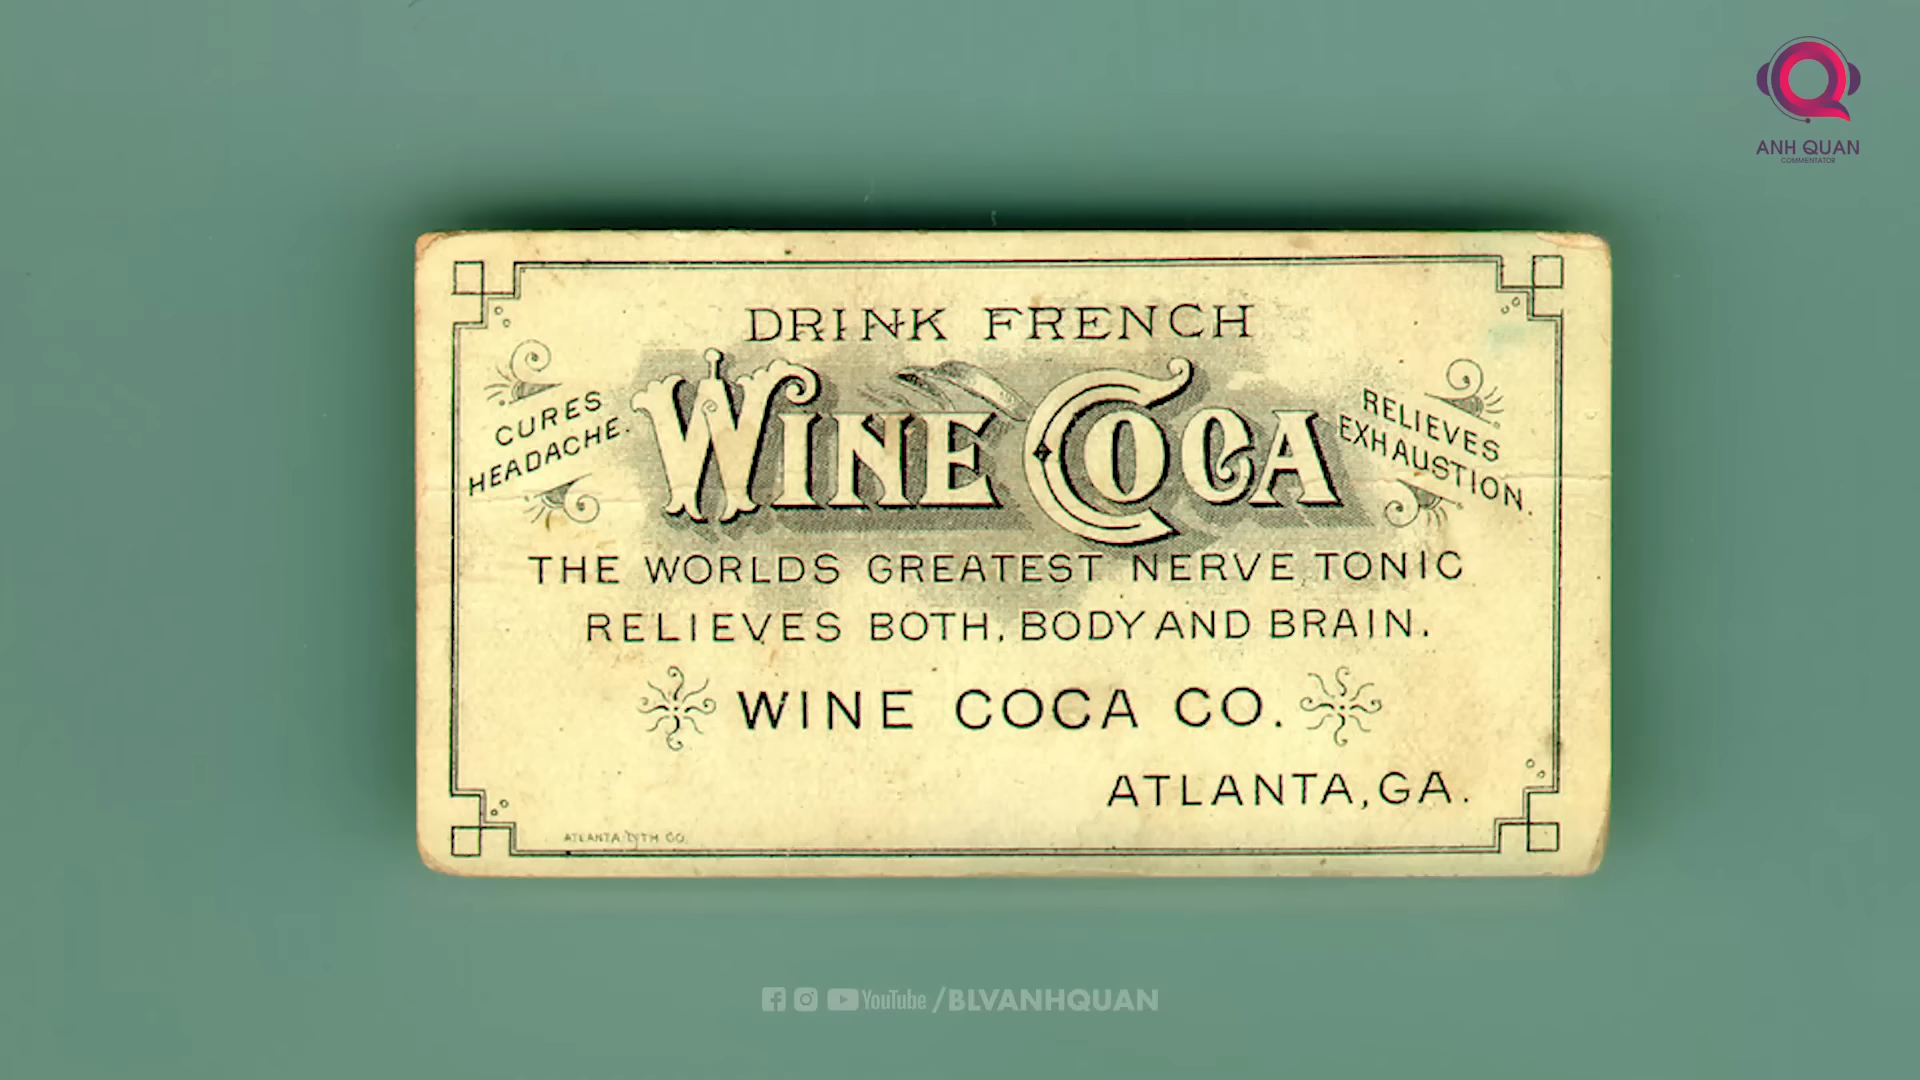 ANH QUAN
COMMENTATOR
DRINK FRENCH
CURES
HEADACHE.
WINE COCA
RELIEVES
EXHAUSTION.
THE WORLDS GREATEST NERVE TONIC
RELIEVES BOTH, BODY AND BRAIN.
WINE COCA CO.
ATLANTA, GA.
ATLANTA LITH CO.
YouTube /BLVANHQUAN